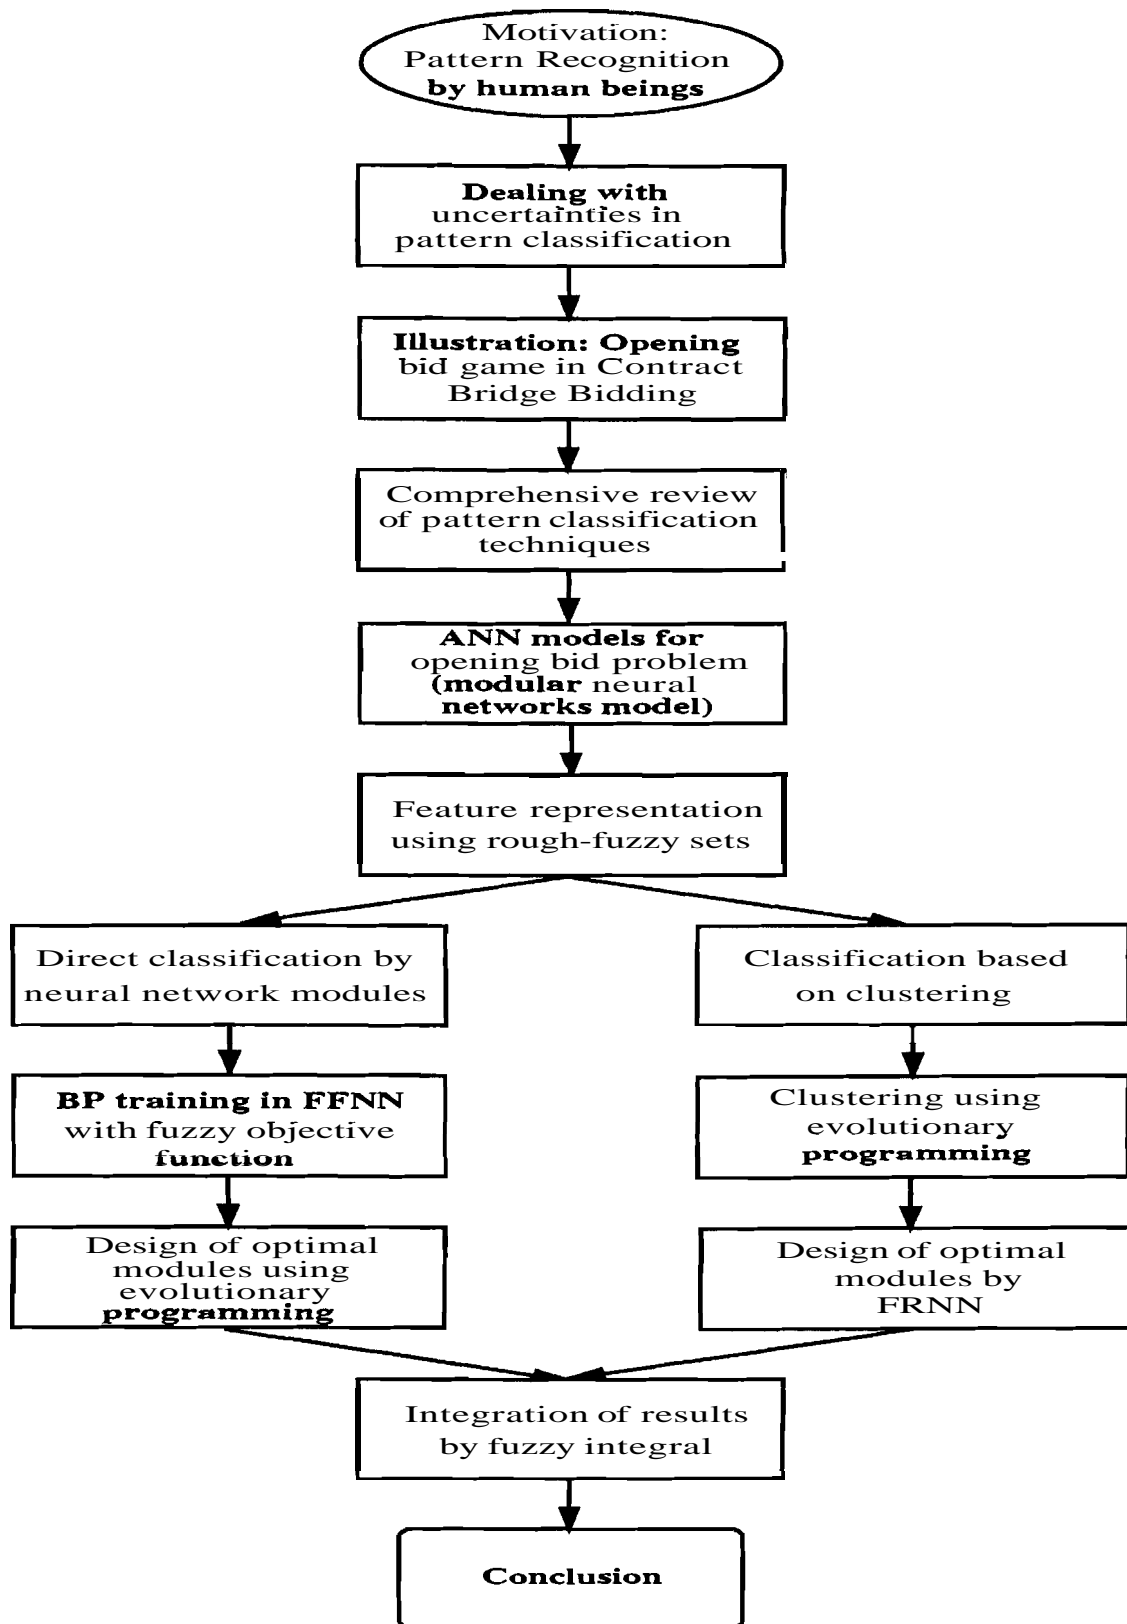 Motivation:
Pattern Recognition
by human beings
Dealing with
uncertainties in
pattern classification
Illustration: Opening
bid game in Contract
Bridge Bidding
Comprehensive review
of pattern classification
techniques
ANN models for
opening bid problem
(modular neural
networks model)
Feature representation
using rough-fuzzy sets
Direct classification by
neural network modules
BP training in FFNN
with fuzzy objective
function
Design of optimal
modules using
evolutionary
programming
Classification based
on clustering
Clustering using
evolutionary
programming
Design of optimal
modules by
FRNN
Integration of results
by fuzzy integral
Conclusion